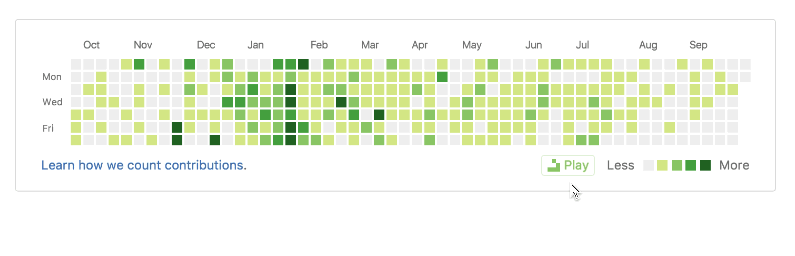 Oct Nov Dec Jan Feb Mar Apr May Jun Jul Aug Sep
Mon
Wed
Fri
Learn how we count contributions. Play Less More